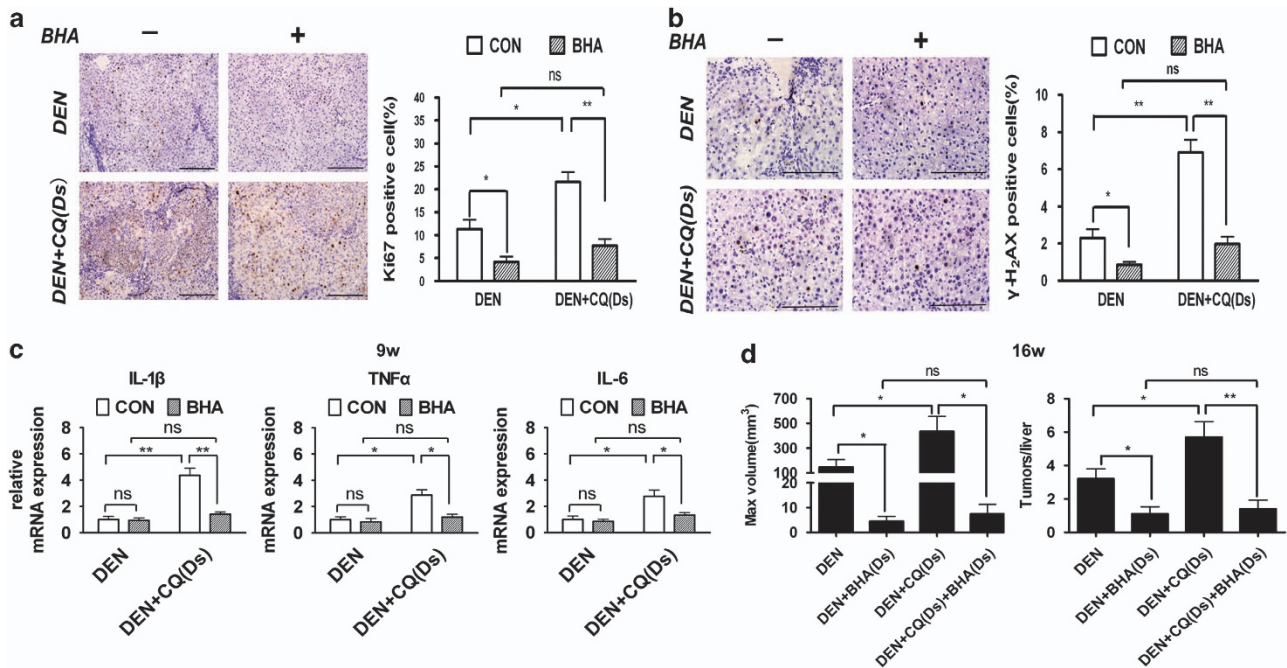 a
BHA
−
+
DEN
DEN+CQ(Ds)
CON
BHA
Ki67 positive cell(%)
40
35
30
25
20
15
10
5
0
*
*
**
ns
DEN
DEN+CQ(Ds)
b
BHA
−
+
DEN
DEN+CQ(Ds)
CON
BHA
γ-H2AX positive cells(%)
10
8
6
4
2
0
*
**
**
ns
DEN
DEN+CQ(Ds)
c
9w
IL-1β
CON
BHA
relative
mRNA expression
8
6
4
2
0
ns
**
**
ns
DEN
DEN+CQ(Ds)
TNFα
CON
BHA
mRNA expression
8
6
4
2
0
ns
*
*
ns
DEN
DEN+CQ(Ds)
IL-6
CON
BHA
mRNA expression
8
6
4
2
0
ns
*
*
ns
DEN
DEN+CQ(Ds)
d
16w
Max volume(mm3)
700
500
300
100
20
10
0
*
*
*
ns
DEN
DEN+BHA(Ds)
DEN+CQ(Ds)
DEN+CQ(Ds)+BHA(Ds)
Tumors/liver
8
6
4
2
0
*
*
**
ns
DEN
DEN+BHA(Ds)
DEN+CQ(Ds)
DEN+CQ(Ds)+BHA(Ds)